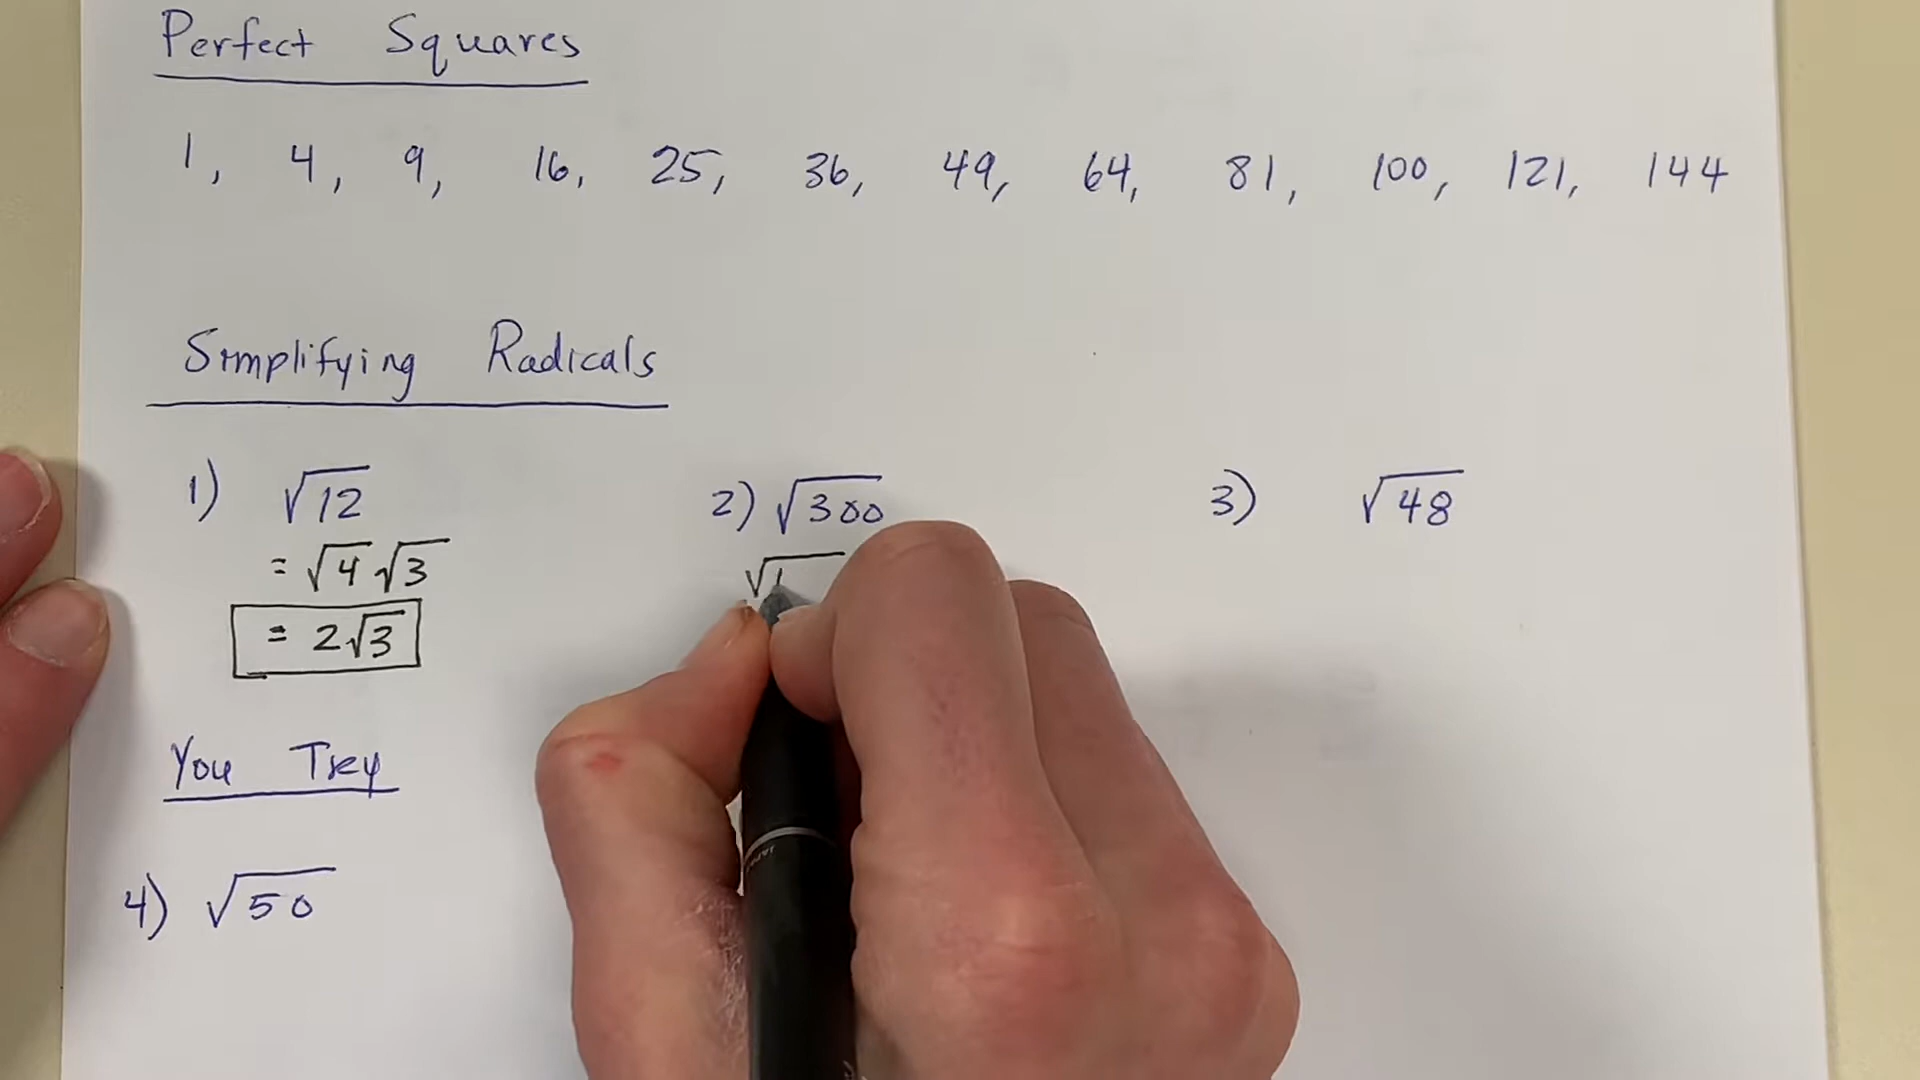 Perfect Squares
1, 4, 9, 16, 25, 36, 49, 64, 81, 100, 121, 144
Simplifying Radicals
1) √12 2) √300 3) √48
= √4 √3 √1
= 2√3
You Try
4) √50